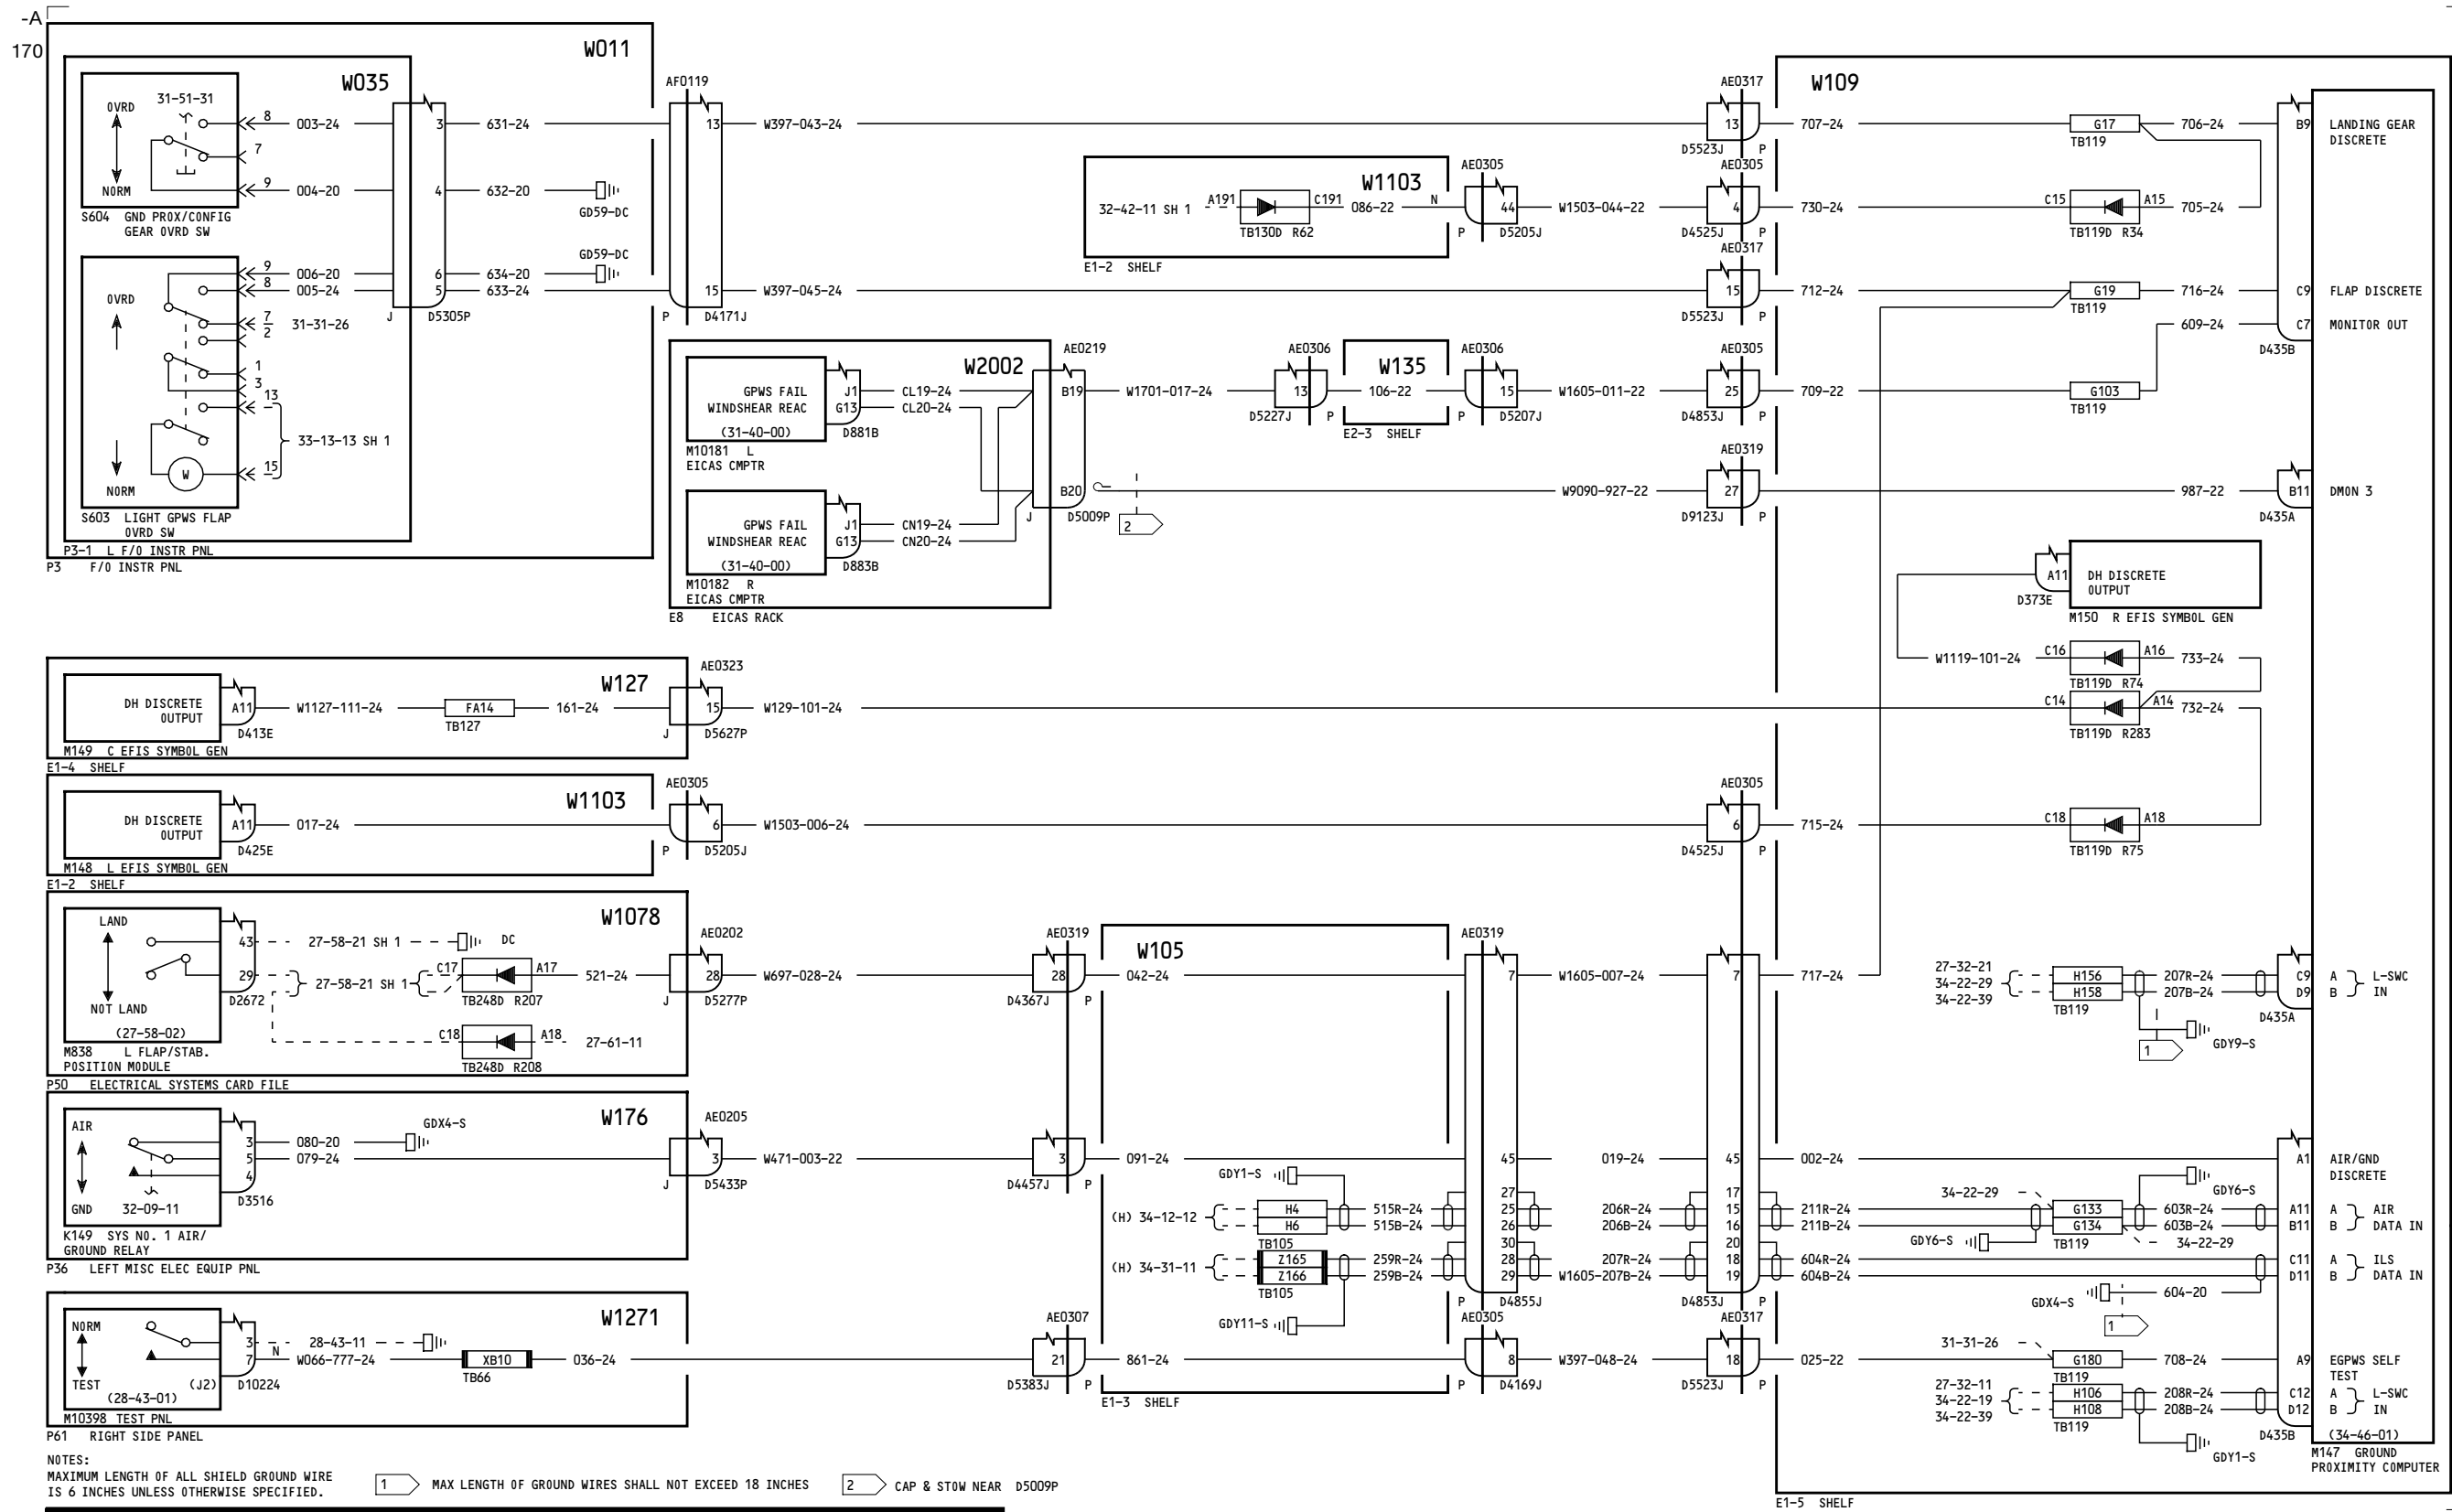 -A
170
W011
W035
31-51-31
OVRD
NORM
8
7
9
003-24
004-20
S604 GND PROX/CONFIG
GEAR OVRD SW
3
4
6
5
631-24
632-20
GD59-DC
GD59-DC
634-20
633-24
J
D5305P
OVRD
NORM
9
8
7
2
1
3
13
15
006-20
005-24
31-31-26
33-13-13 SH 1
W
S603 LIGHT GPWS FLAP
OVRD SW
P3-1 L F/O INSTR PNL
P3 F/O INSTR PNL
AF0119
13
15
P
D4171J
W397-043-24
W397-045-24
W1103
32-42-11 SH 1
A191
C191
086-22
N
TB130D R62
E1-2 SHELF
AE0305
44
P
D5205J
W1503-044-22
AE0317
13
D5523J
P
AE0305
4
D4525J
P
AE0317
15
D5523J
P
W109
707-24
G17
TB119
706-24
B9
LANDING GEAR
DISCRETE
730-24
C15
A15
705-24
TB119D R34
712-24
G19
TB119
716-24
C9
FLAP DISCRETE
609-24
C7
MONITOR OUT
D435B
W2002
GPWS FAIL
WINDSHEAR REAC
(31-40-00)
J1
G13
D881B
CL19-24
CL20-24
M10181 L
EICAS CMPTR
GPWS FAIL
WINDSHEAR REAC
(31-40-00)
J1
G13
D883B
CN19-24
CN20-24
M10182 R
EICAS CMPTR
E8 EICAS RACK
AE0219
B19
B20
J
D5009P
W1701-017-24
2
AE0306
13
D5227J
P
W135
106-22
E2-3 SHELF
AE0306
15
P
D5207J
W1605-011-22
AE0305
25
D4853J
P
709-22
G103
TB119
W9090-927-22
AE0319
27
D9123J
P
987-22
B11
DMON 3
D435A
A11
DH DISCRETE
OUTPUT
D373E
M150 R EFIS SYMBOL GEN
W1119-101-24
C16
A16
733-24
TB119D R74
W127
DH DISCRETE
OUTPUT
A11
D413E
W1127-111-24
FA14
TB127
161-24
M149 C EFIS SYMBOL GEN
E1-4 SHELF
AE0323
15
J
D5627P
W129-101-24
C14
A14
732-24
TB119D R283
W1103
DH DISCRETE
OUTPUT
A11
D425E
017-24
M148 L EFIS SYMBOL GEN
E1-2 SHELF
AE0305
6
P
D5205J
W1503-006-24
AE0305
6
D4525J
P
715-24
C18
A18
TB119D R75
W1078
LAND
NOT LAND
(27-58-02)
43
29
D2672
27-58-21 SH 1
DC
27-58-21 SH 1
C17
A17
TB248D R207
521-24
C18
A18
27-61-11
TB248D R208
M838 L FLAP/STAB.
POSITION MODULE
P50 ELECTRICAL SYSTEMS CARD FILE
AE0202
28
J
D5277P
W697-028-24
AE0319
28
D4367J
P
W105
042-24
AE0319
7
W1605-007-24
7
717-24
27-32-21
34-22-29
34-22-39
H156
H158
TB119
207R-24
207B-24
C9
D9
A
B
L-SWC
IN
D435A
1
GDY9-S
W176
AIR
GND
32-09-11
3
5
4
D3516
080-20
079-24
GDX4-S
K149 SYS NO. 1 AIR/
GROUND RELAY
P36 LEFT MISC ELEC EQUIP PNL
AE0205
3
J
D5433P
W471-003-22
3
D4457J
P
091-24
45
019-24
45
002-24
A1
AIR/GND
DISCRETE
GDY1-S
(H) 34-12-12
H4
H6
TB105
515R-24
515B-24
27
25
26
206R-24
206B-24
17
15
16
211R-24
211B-24
34-22-29
G133
G134
TB119
GDY6-S
GDY6-S
603R-24
603B-24
34-22-29
A11
B11
A
B
AIR
DATA IN
(H) 34-31-11
Z165
Z166
TB105
259R-24
259B-24
30
28
29
207R-24
W1605-207B-24
20
18
19
604R-24
604B-24
C11
D11
A
B
ILS
DATA IN
GDX4-S
604-20
1
GDY11-S
P
D4855J
D4853J
P
W1271
NORM
TEST
(28-43-01)
(J2)
3
7
D10224
28-43-11
N
W066-777-24
XB10
TB66
036-24
M10398 TEST PNL
P61 RIGHT SIDE PANEL
AE0307
21
D5383J
P
861-24
E1-3 SHELF
AE0305
8
P
D4169J
W397-048-24
AE0317
18
D5523J
P
025-22
31-31-26
G180
TB119
708-24
A9
EGPWS SELF
TEST
27-32-11
34-22-19
34-22-39
H106
H108
TB119
208R-24
208B-24
C12
D12
A
B
L-SWC
IN
D435B
(34-46-01)
GDY1-S
M147 GROUND
PROXIMITY COMPUTER
E1-5 SHELF
NOTES:
MAXIMUM LENGTH OF ALL SHIELD GROUND WIRE
IS 6 INCHES UNLESS OTHERWISE SPECIFIED.
1 MAX LENGTH OF GROUND WIRES SHALL NOT EXCEED 18 INCHES
2 CAP & STOW NEAR D5009P